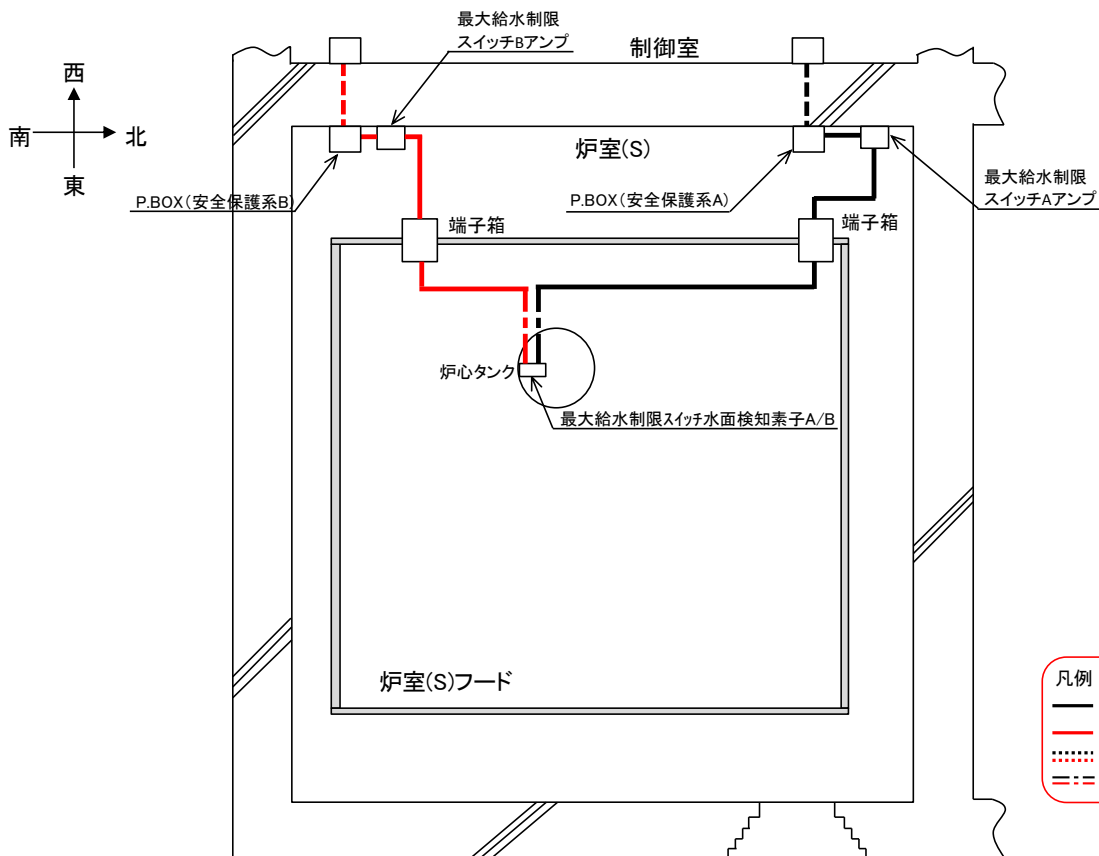 最大給水制限
スイッチBアンプ
制御室
西
南
北
東
炉室(S)
P.BOX(安全保護系B)
P.BOX(安全保護系A)
最大給水制限
スイッチAアンプ
端子箱
端子箱
炉心タンク
最大給水制限スイッチ水面検知素子A/B
炉室(S)フード
凡例